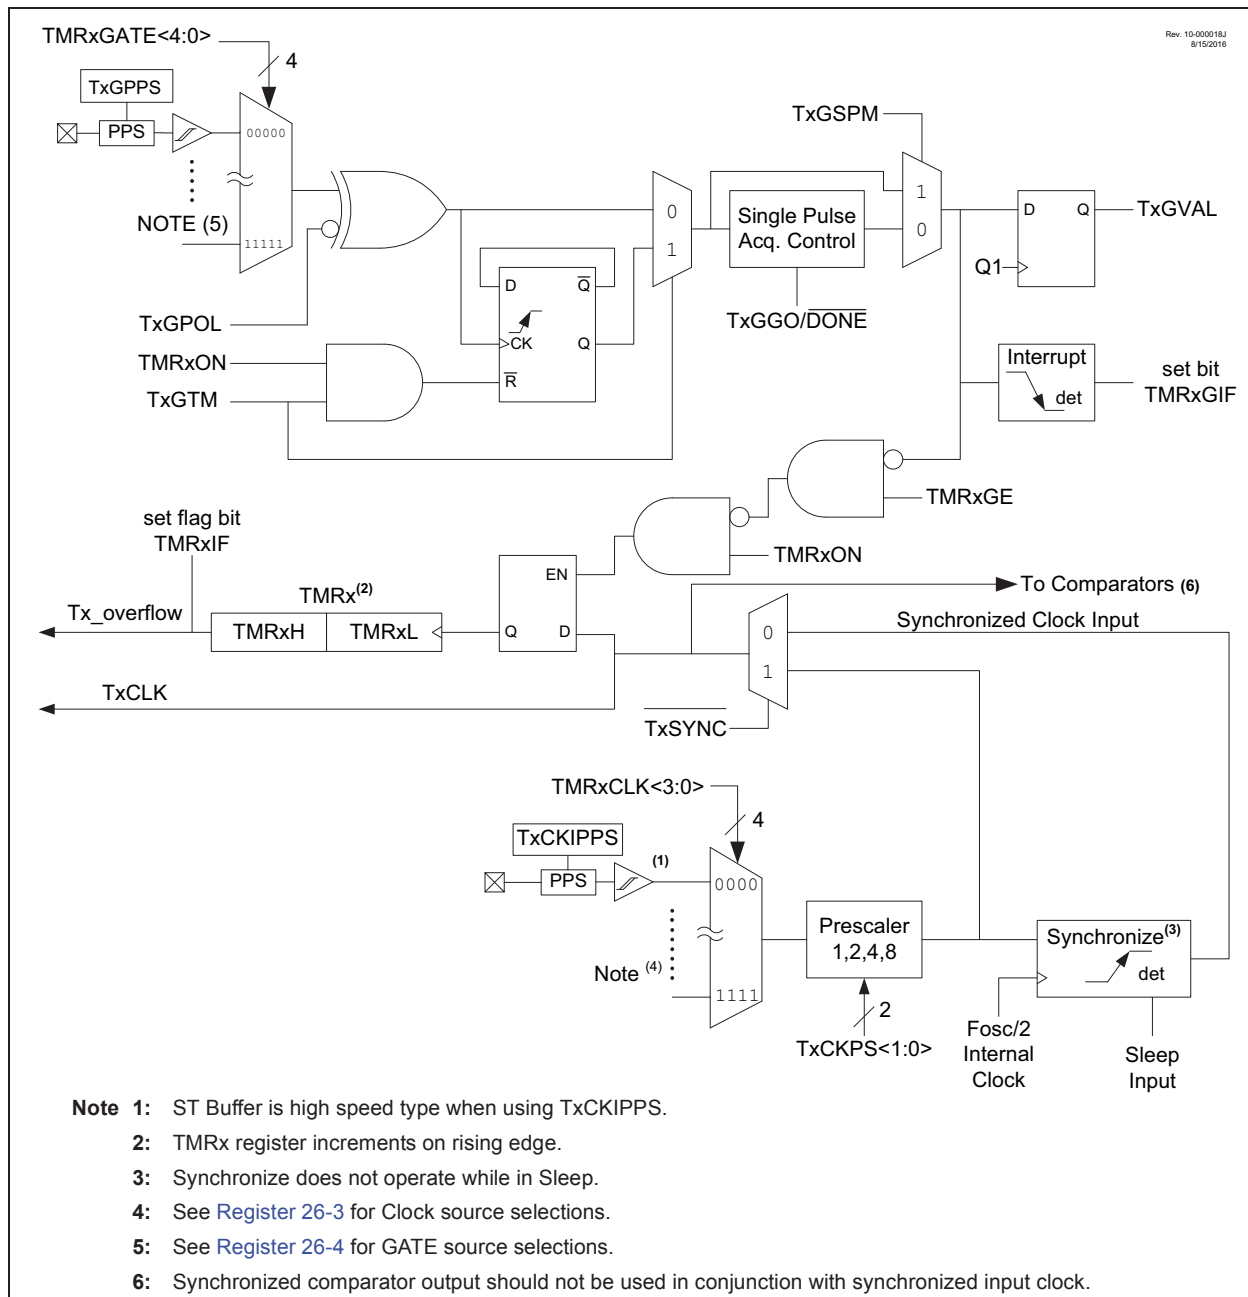 TMRxGATE<4:0>
4
Rev. 10-000018J
8/15/2016
TxGPPS
PPS
00000
NOTE (5)
11111
TxGPOL
TMRxON
TxGTM
D
Q
CK
Q
R
0
1
Single Pulse
Acq. Control
TxGGO/DONE
TxGSPM
1
0
D
Q
Q1
TxGVAL
Interrupt
det
set bit
TMRxGIF
TMRxGE
TMRxON
set flag bit
TMRxIF
Tx_overflow
TMRx(2)
TMRxH
TMRxL
EN
Q
D
TxCLK
To Comparators (6)
Synchronized Clock Input
0
1
TxSYNC
TMRxCLK<3:0>
4
TxCKIPPS
PPS
(1)
0000
Note (4)
1111
Prescaler
1,2,4,8
2
TxCKPS<1:0>
Synchronize(3)
det
Fosc/2
Internal
Clock
Sleep
Input
Note 1: ST Buffer is high speed type when using TxCKIPPS.
2: TMRx register increments on rising edge.
3: Synchronize does not operate while in Sleep.
4: See Register 26-3 for Clock source selections.
5: See Register 26-4 for GATE source selections.
6: Synchronized comparator output should not be used in conjunction with synchronized input clock.